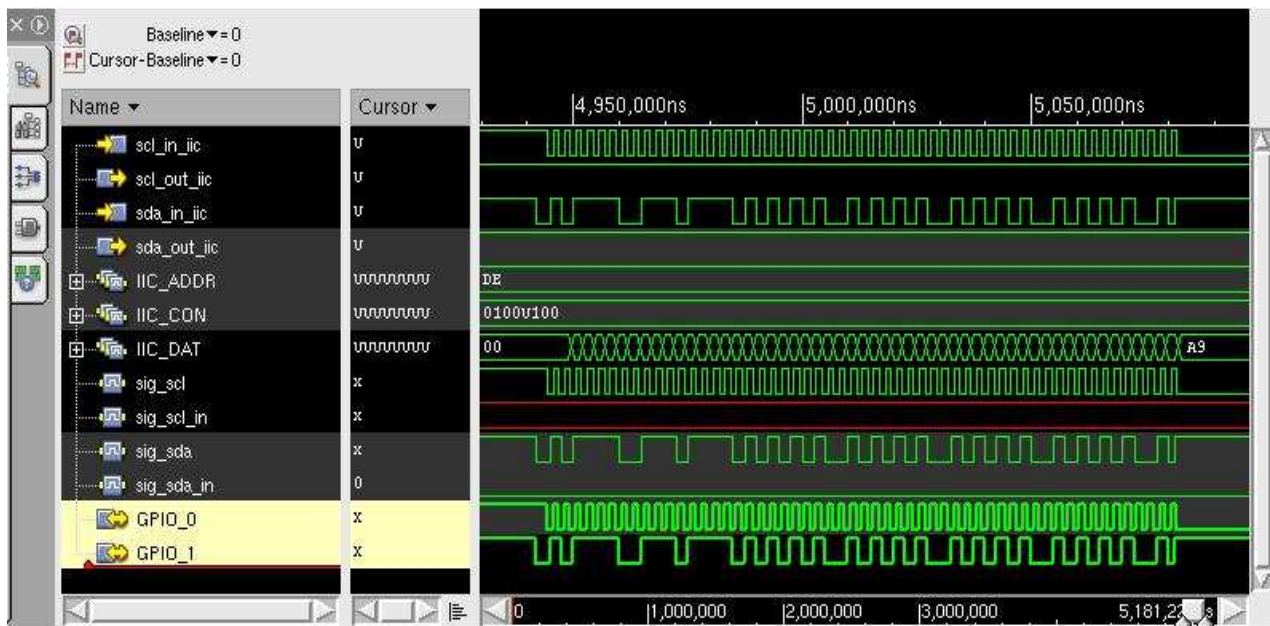 Baseline▼= 0
Cursor-Baseline▼= 0
Name ▼ Cursor ▼ 4,950,000ns 5,000,000ns 5,050,000ns
scl_in_iic U
scl_out_iic U
sda_in_iic U
sda_out_iic U
IIC_ADDR UUUUUUUU DE
IIC_CON UUUUUUUU 0100U100
IIC_DAT UUUUUUUU 00 A9
sig_scl x
sig_scl_in x
sig_sda x
sig_sda_in 0
GPIO_0 x
GPIO_1 x
0 1,000,000 2,000,000 3,000,000